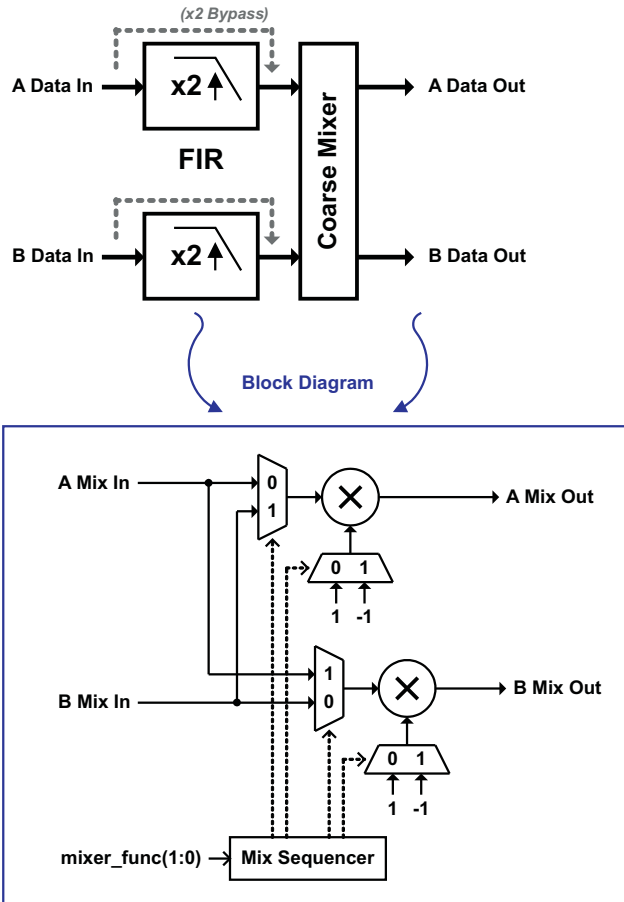 (x2 Bypass)
A Data In
x2
A Data Out
FIR
Coarse Mixer
B Data In
x2
B Data Out
Block Diagram
A Mix In
0
1
A Mix Out
0 1
1 -1
1
0
B Mix In
B Mix Out
0 1
1 -1
mixer_func(1:0)
Mix Sequencer